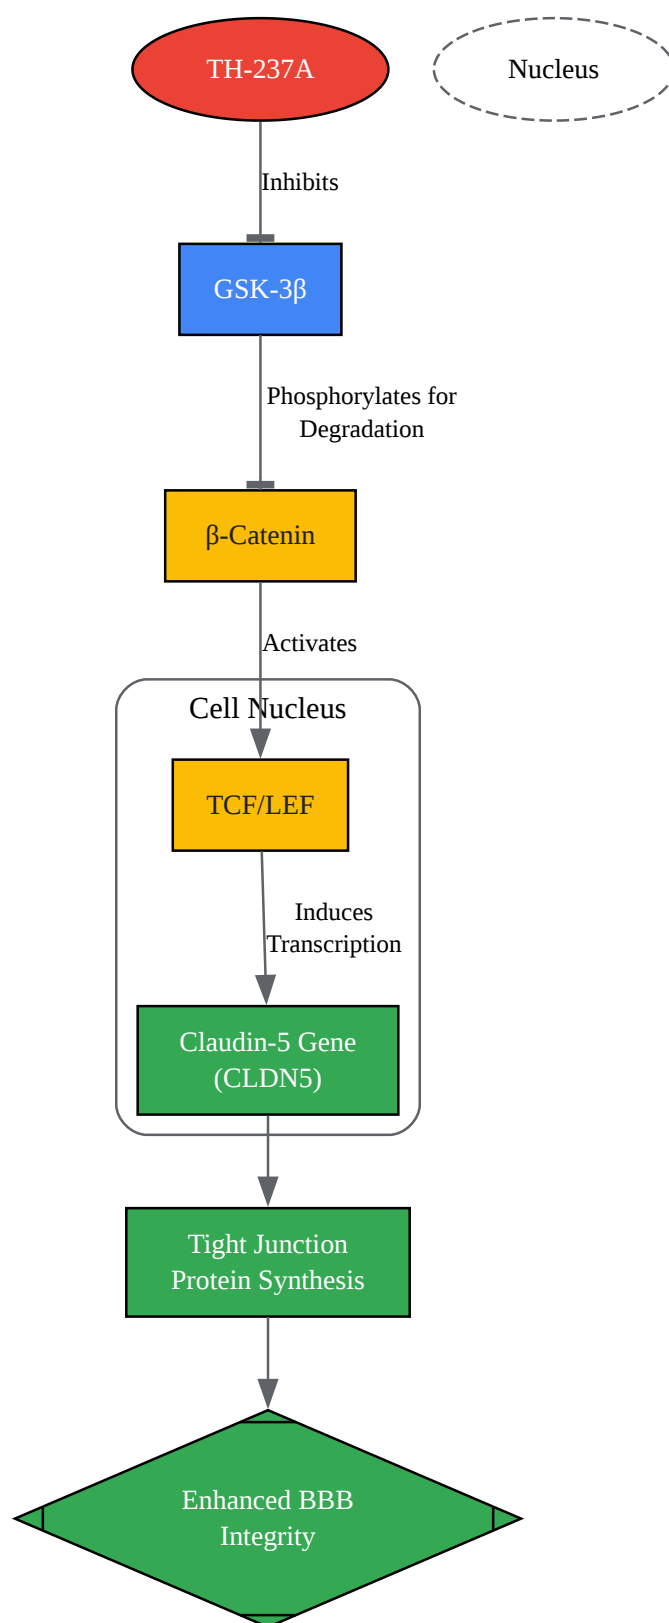 TH-237A
Nucleus
Inhibits
GSK-3β
Phosphorylates for
Degradation
β-Catenin
Activates
Cell Nucleus
TCF/LEF
Induces
Transcription
Claudin-5 Gene
(CLDN5)
Tight Junction
Protein Synthesis
Enhanced BBB
Integrity